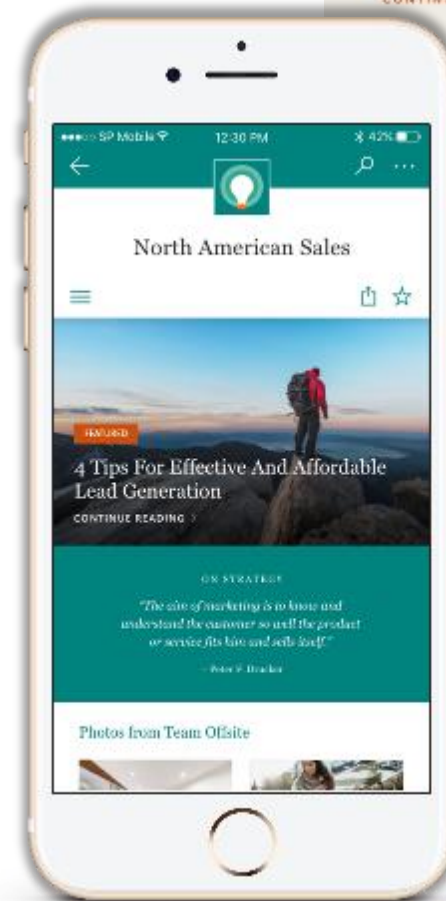 CONTIN
SP Mobile 12:30 PM 42%
North American Sales
FEATURED
4 Tips For Effective And Affordable
Lead Generation
CONTINUE READING >
ON STRATEGY
"The aim of marketing is to know and
understand the customer so well the product
or service fits him and sells itself."
– Peter F. Drucker
Photos from Team Offsite